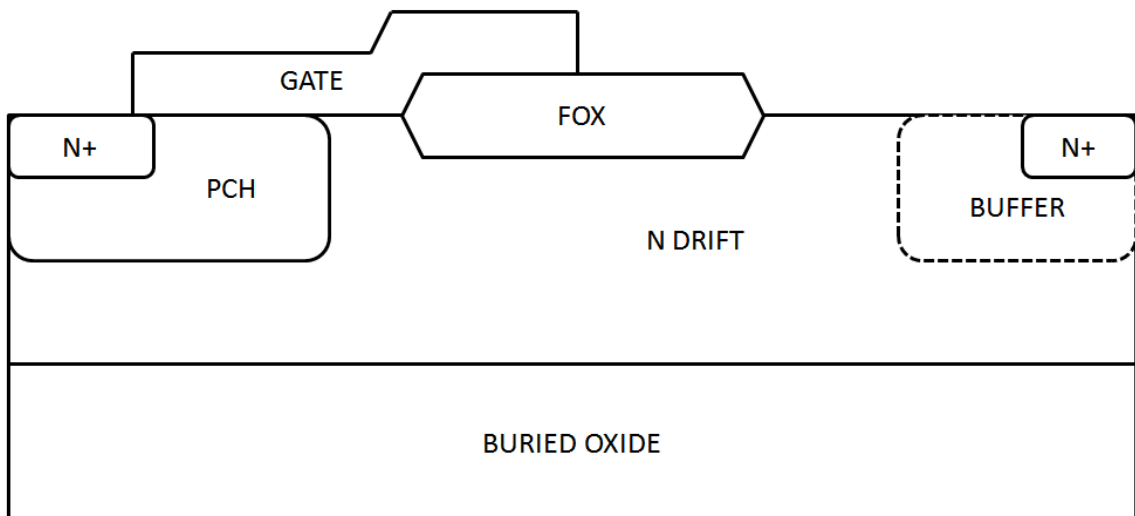 GATE
FOX
N+
N+
PCH
BUFFER
N DRIFT
BURIED OXIDE